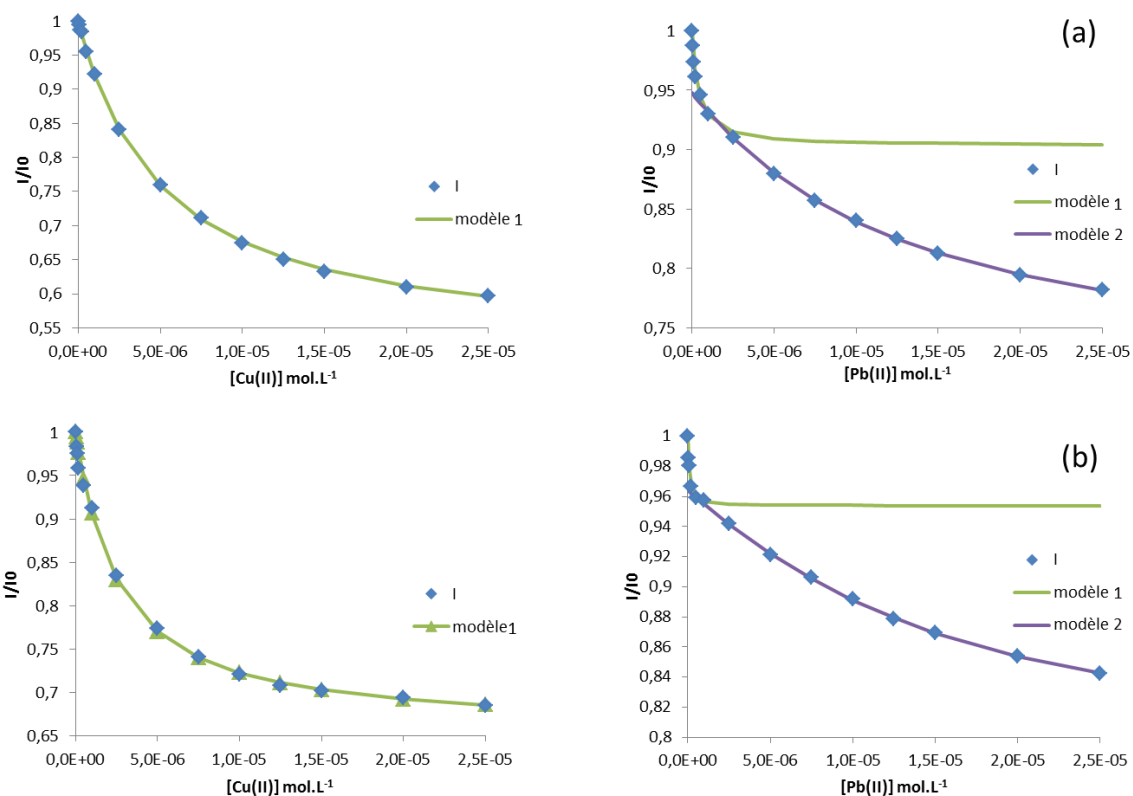 1
0,95
0,9
0,85
0,8
0,75
0,7
0,65
0,6
0,55
I/I0
I
modèle 1
0,0E+00 5,0E-06 1,0E-05 1,5E-05 2,0E-05 2,5E-05
[Cu(II)] mol.L⁻¹
(a)
1
0,95
0,9
0,85
0,8
0,75
I/I0
I
modèle 1
modèle 2
0,0E+00 5,0E-06 1,0E-05 1,5E-05 2,0E-05 2,5E-05
[Pb(II)] mol.L⁻¹
1
0,95
0,9
0,85
0,8
0,75
0,7
0,65
I/I0
I
modèle1
0,0E+00 5,0E-06 1,0E-05 1,5E-05 2,0E-05 2,5E-05
[Cu(II)] mol.L⁻¹
(b)
1
0,98
0,96
0,94
0,92
0,9
0,88
0,86
0,84
0,82
0,8
I/I0
I
modèle 1
modèle 2
0,0E+00 5,0E-06 1,0E-05 1,5E-05 2,0E-05 2,5E-05
[Pb(II)] mol.L⁻¹